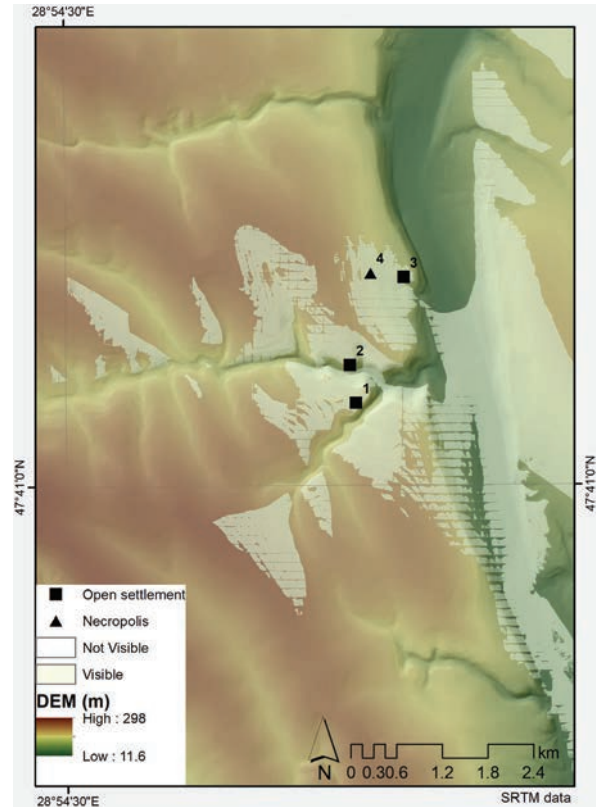 28°54'30"E
4
3
2
1
47°41'0"N
47°41'0"N
Open settlement
Necropolis
Not Visible
Visible
DEM (m)
High : 298
Low : 11.6
N
km
0 0.30.6 1.2 1.8 2.4
28°54'30"E
SRTM data